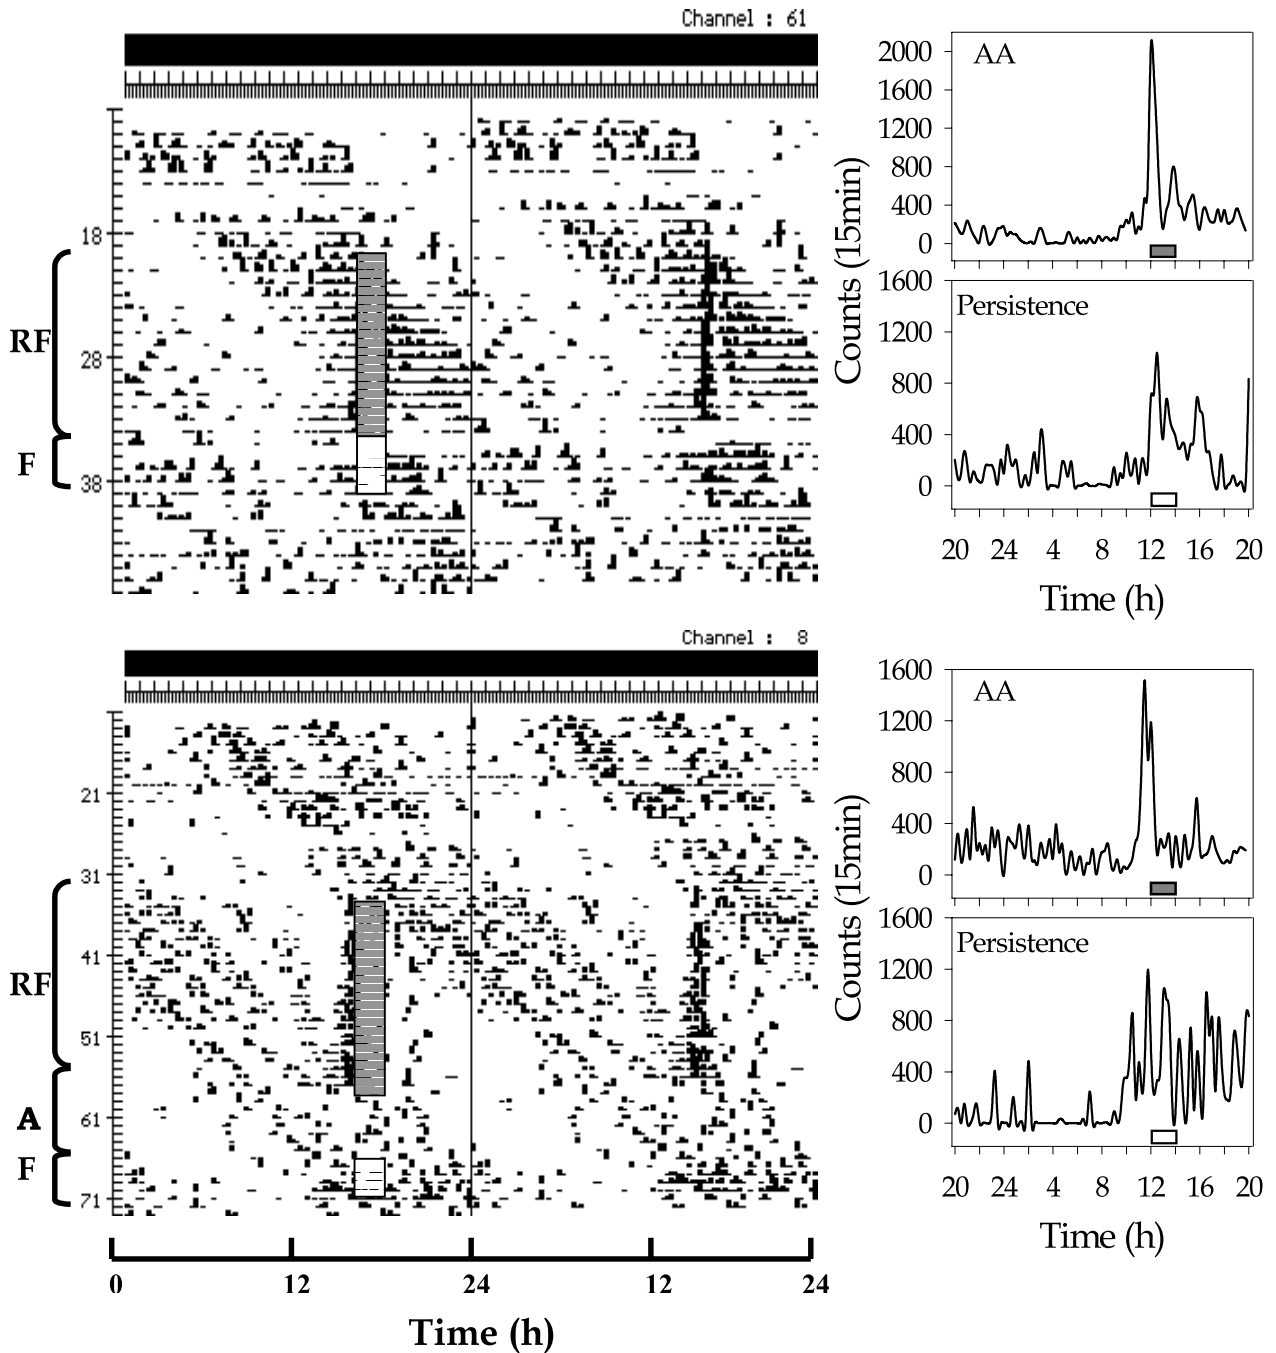 Channel : 61
18
28
38
RF
F
AA
2000
1600
1200
800
400
0
Persistence
1600
1200
800
400
0
Counts (15min)
20 24 4 8 12 16 20
Time (h)
Channel : 8
21
31
41
51
61
71
RF
A
F
0 12 24 12 24
Time (h)
AA
1600
1200
800
400
0
Persistence
1600
1200
800
400
0
Counts (15min)
20 24 4 8 12 16 20
Time (h)